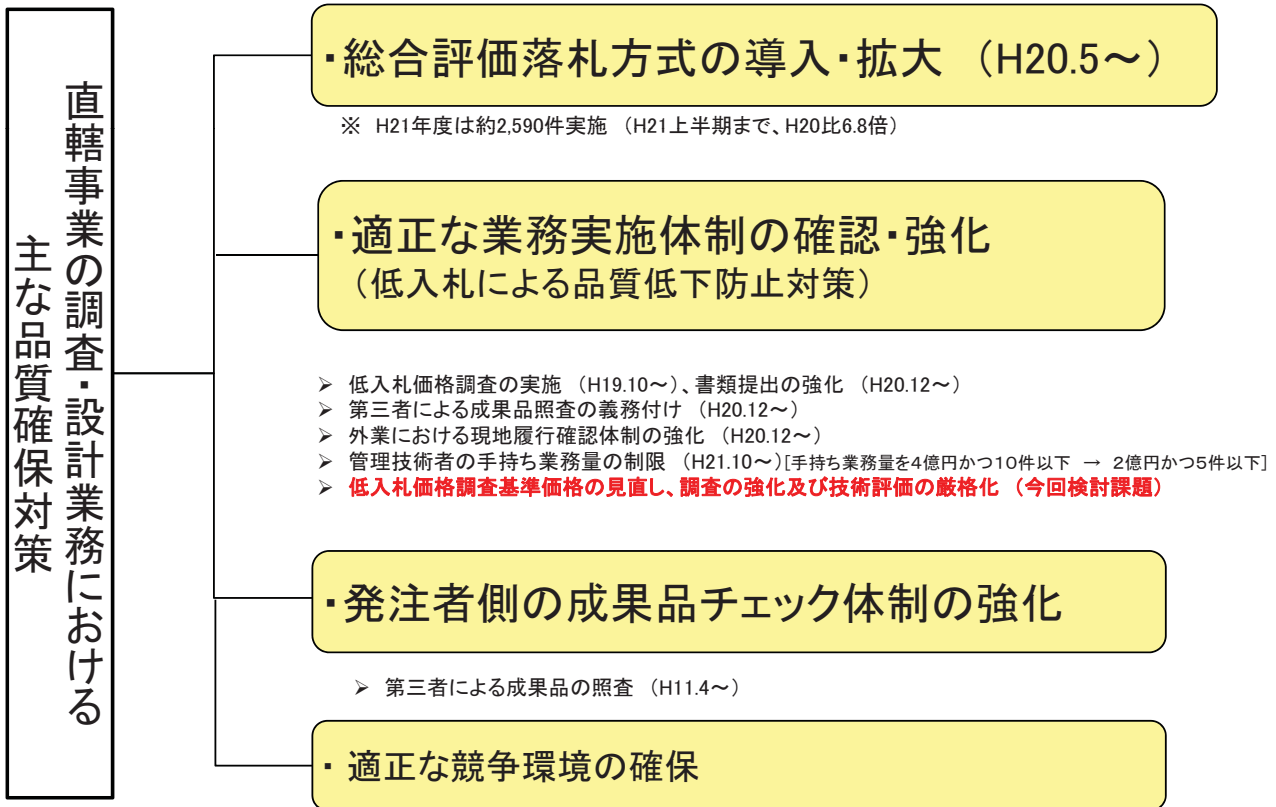 直轄事業の調査・設計業務における
主な品質確保対策
・総合評価落札方式の導入・拡大 （H20.5～）
※ H21年度は約2,590件実施 （H21上半期まで、H20比6.8倍）
・適正な業務実施体制の確認・強化
（低入札による品質低下防止対策）
➢ 低入札価格調査の実施 （H19.10～）、書類提出の強化 （H20.12～）
➢ 第三者による成果品照査の義務付け （H20.12～）
➢ 外業における現地履行確認体制の強化 （H20.12～）
➢ 管理技術者の手持ち業務量の制限 （H21.10～）[手持ち業務量を４億円かつ１０件以下 → ２億円かつ５件以下]
➢ 低入札価格調査基準価格の見直し、調査の強化及び技術評価の厳格化 （今回検討課題）
・発注者側の成果品チェック体制の強化
➢ 第三者による成果品の照査 （H11.4～）
・適正な競争環境の確保